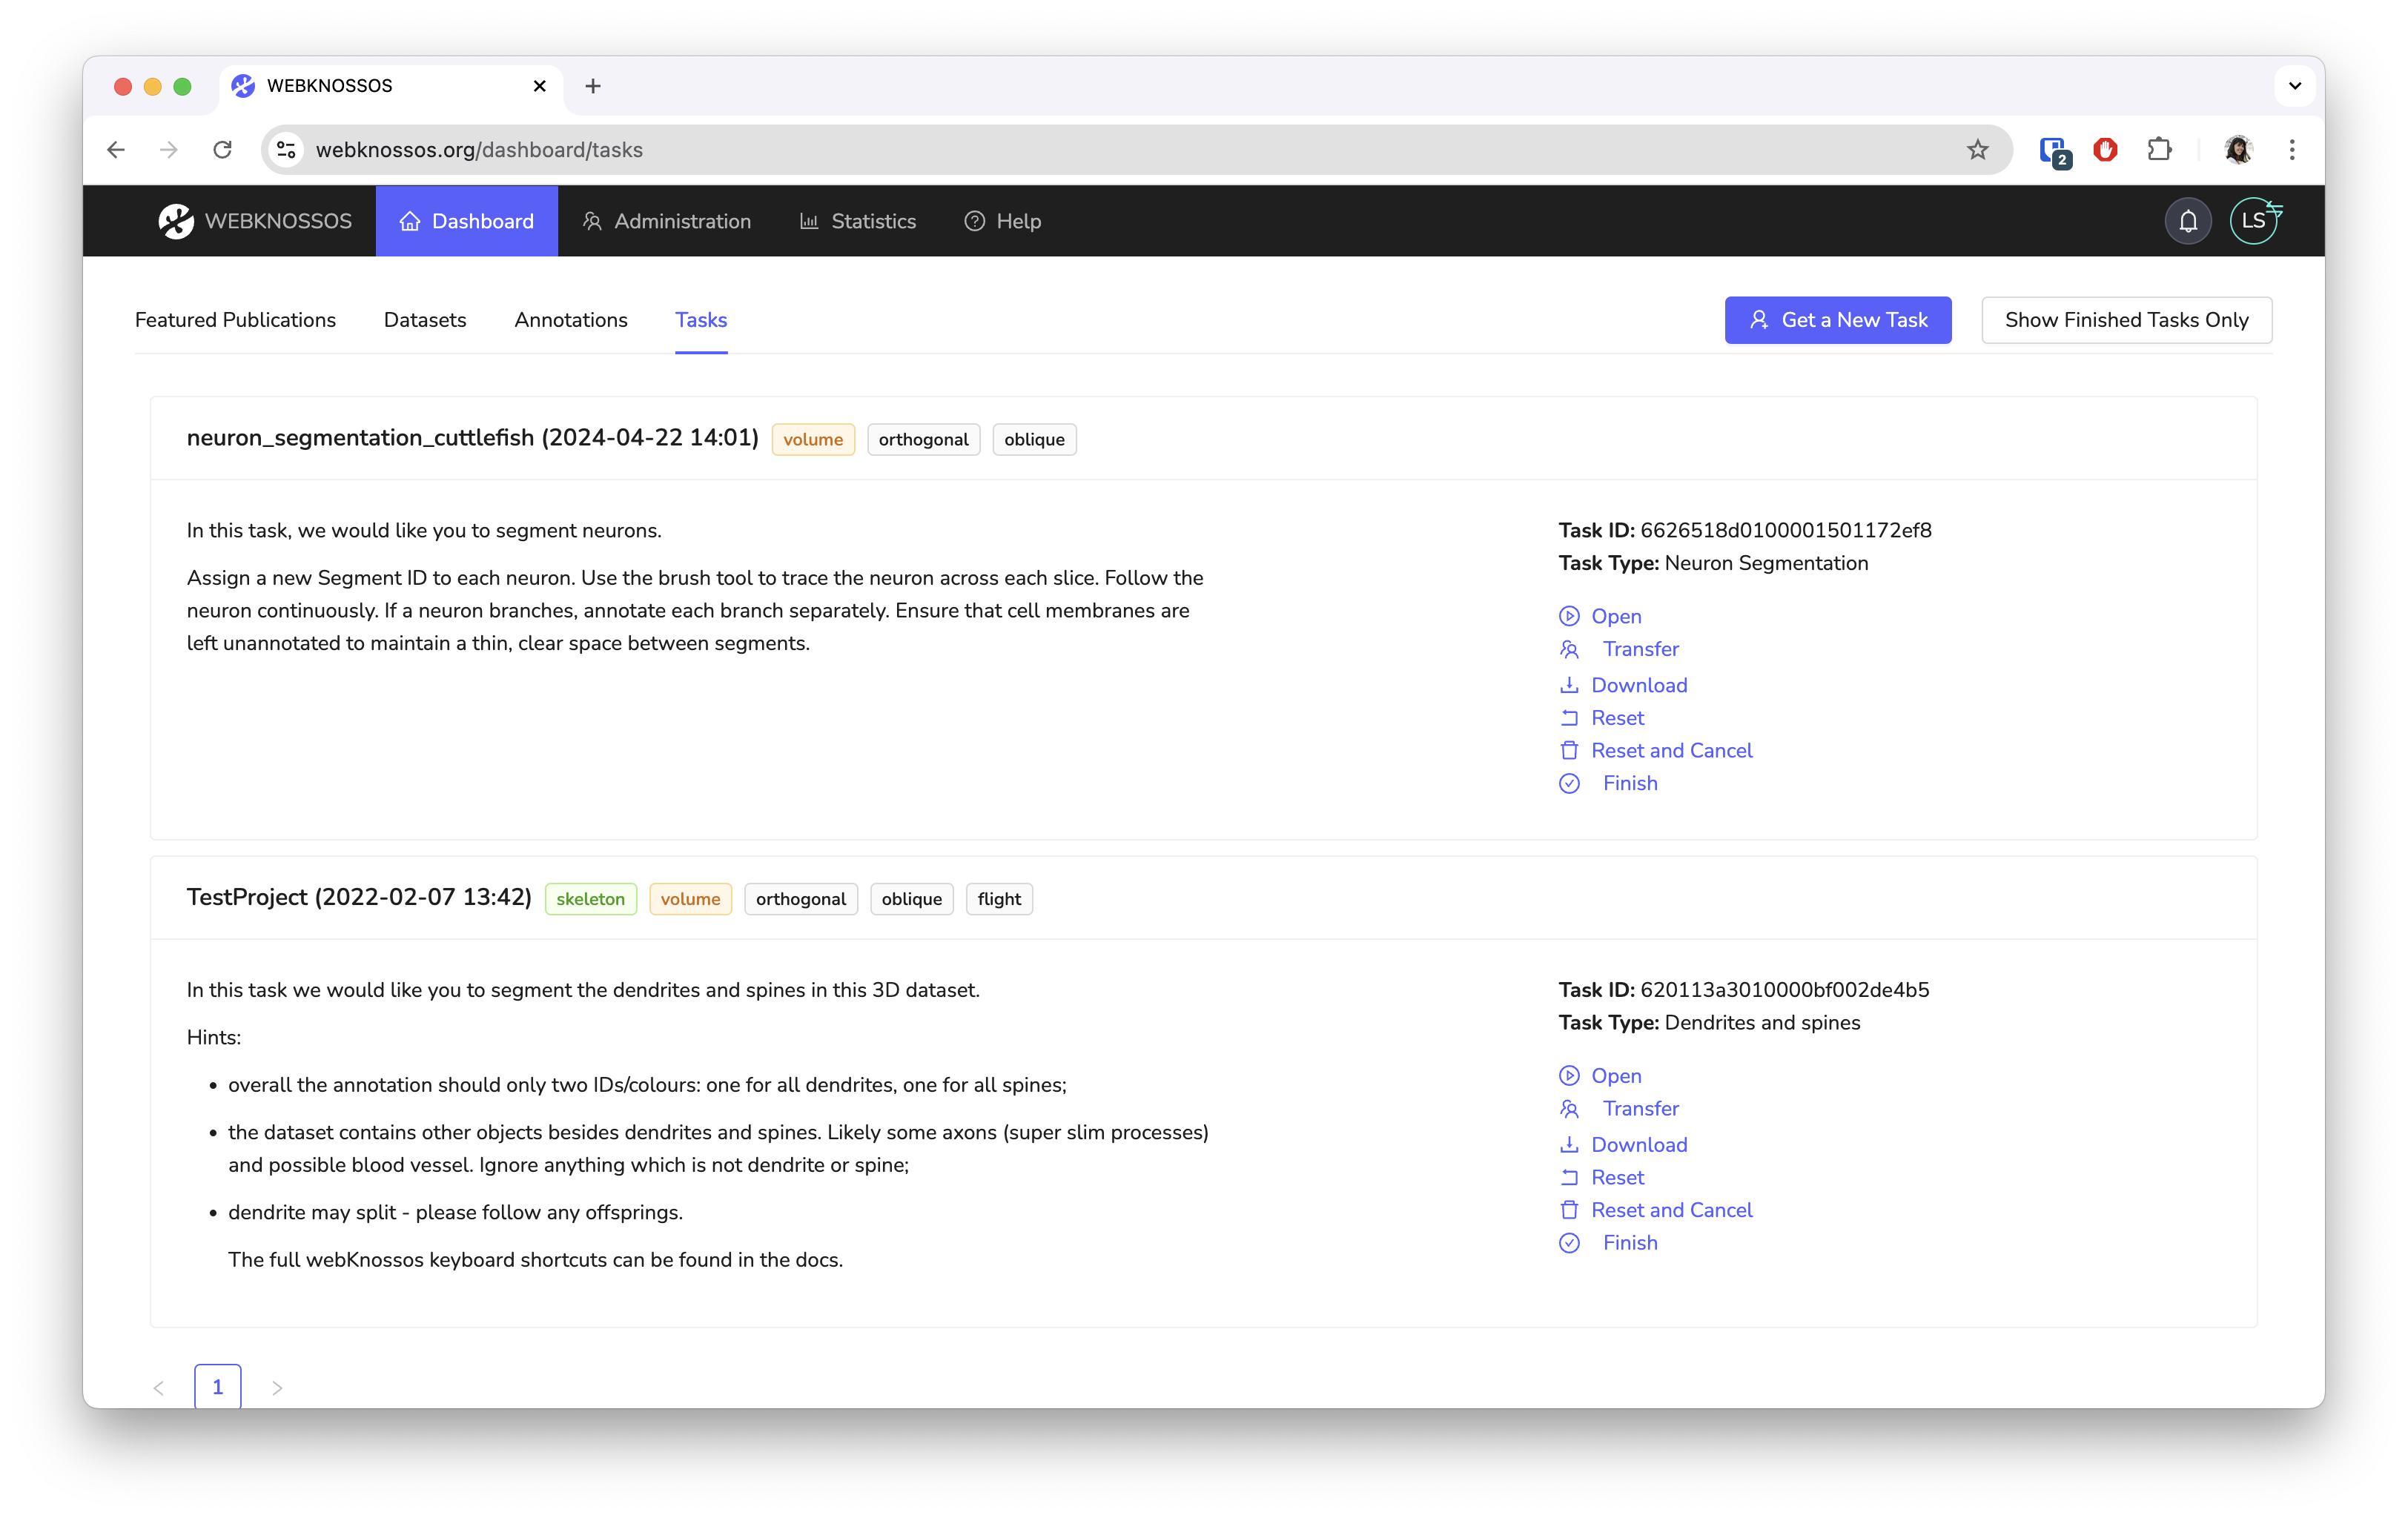 WEBKNOSSOS
webknossos.org/dashboard/tasks
2
WEBKNOSSOS Dashboard Administration Statistics Help LS
Featured Publications Datasets Annotations Tasks Get a New Task Show Finished Tasks Only
neuron_segmentation_cuttlefish (2024-04-22 14:01) volume orthogonal oblique
In this task, we would like you to segment neurons.
Assign a new Segment ID to each neuron. Use the brush tool to trace the neuron across each slice. Follow the
neuron continuously. If a neuron branches, annotate each branch separately. Ensure that cell membranes are
left unannotated to maintain a thin, clear space between segments.
Task ID: 6626518d0100001501172ef8
Task Type: Neuron Segmentation
Open
Transfer
Download
Reset
Reset and Cancel
Finish
TestProject (2022-02-07 13:42) skeleton volume orthogonal oblique flight
In this task we would like you to segment the dendrites and spines in this 3D dataset.
Hints:
• overall the annotation should only two IDs/colours: one for all dendrites, one for all spines;
• the dataset contains other objects besides dendrites and spines. Likely some axons (super slim processes)
and possible blood vessel. Ignore anything which is not dendrite or spine;
• dendrite may split - please follow any offsprings.
The full webKnossos keyboard shortcuts can be found in the docs.
Task ID: 620113a3010000bf002de4b5
Task Type: Dendrites and spines
Open
Transfer
Download
Reset
Reset and Cancel
Finish
1